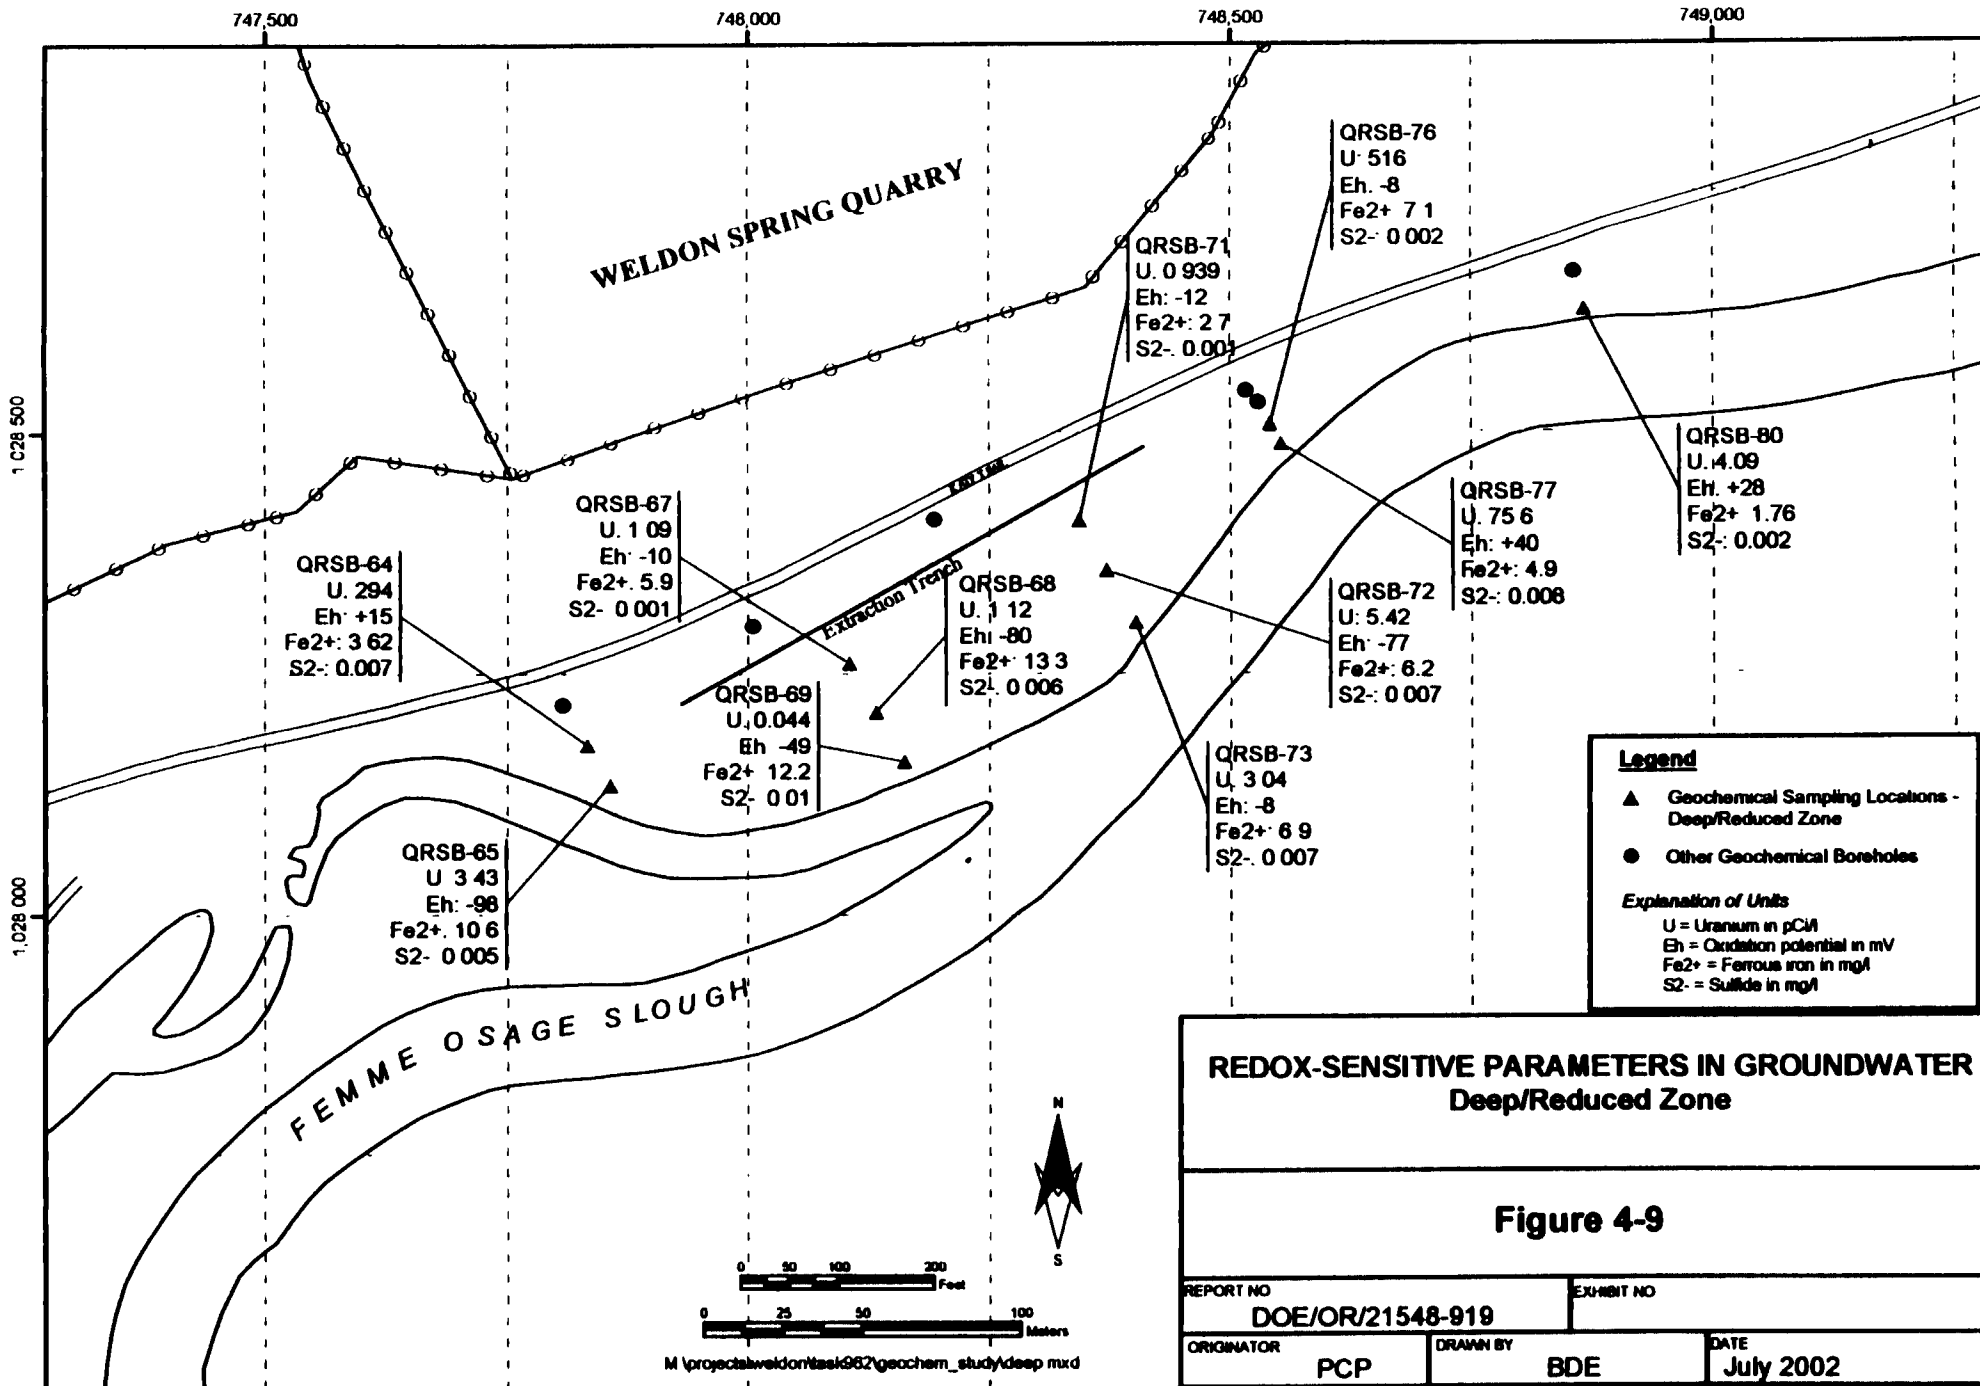 747,500
748,000
748,500
749,000
1 028 500
1,028 000
WELDON SPRING QUARRY
QRSB-76
U: 516
Eh. -8
Fe2+ 7 1
S2-: 0 002
QRSB-71
U. 0 939
Eh: -12
Fe2+: 2 7
S2-. 0.001
QRSB-80
U. 4.09
Eh. +28
Fe2+ 1.76
S2-: 0.002
QRSB-77
U. 75 6
Eh: +40
Fe2+: 4.9
S2-: 0.008
QRSB-67
U. 1 09
Eh: -10
Fe2+. 5.9
S2- 0 001
QRSB-64
U. 294
Eh: +15
Fe2+: 3 62
S2-: 0.007
Extraction Trench
QRSB-68
U. 1 12
Eh: -80
Fe2+: 13 3
S2-. 0 006
QRSB-72
U: 5.42
Eh: -77
Fe2+: 6.2
S2-: 0 007
QRSB-69
U. 0.044
Eh -49
Fe2+ 12.2
S2- 0 01
QRSB-73
U. 3 04
Eh: -8
Fe2+: 6 9
S2-. 0 007
QRSB-65
U 3 43
Eh: -98
Fe2+. 10 6
S2- 0 005
FEMME OSAGE SLOUGH
Legend
Geochemical Sampling Locations -
Deep/Reduced Zone
Other Geochemical Boreholes
Explanation of Units
U = Uranium in pCi/l
Eh = Oxidation potential in mV
Fe2+ = Ferrous iron in mg/l
S2- = Sulfide in mg/l
N
S
0 50 100 200
Feet
0 25 50 100
Meters
M \projects\weldon\task962\geochem_study\deep mxd
REDOX-SENSITIVE PARAMETERS IN GROUNDWATER
Deep/Reduced Zone
Figure 4-9
REPORT NO
DOE/OR/21548-919
EXHIBIT NO
ORIGINATOR
PCP
DRAWN BY
BDE
DATE
July 2002